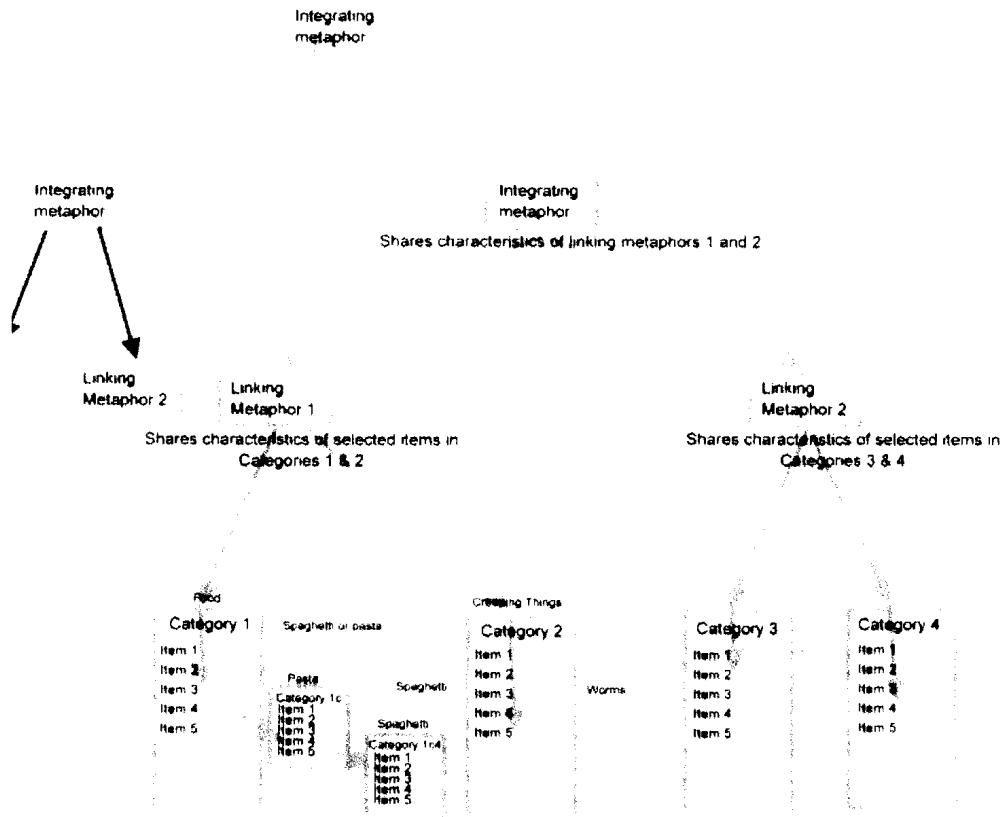 Integrating
metaphor
Integrating
metaphor
Integrating
metaphor
Shares characteristics of linking metaphors 1 and 2
Linking
Metaphor 2
Linking
Metaphor 1
Shares characteristics of selected items in
Categories 1 & 2
Linking
Metaphor 2
Shares characteristics of selected items in
Categories 3 & 4
Food
Category 1
Item 1
Item 2
Item 3
Item 4
Item 5
Spaghetti or pasta
Pasta
Category 1c
Item 1
Item 2
Item 3
Item 4
Item 5
Spaghetti
Spaghetti
Category 1c4
Item 1
Item 2
Item 3
Item 4
Item 5
Creeping Things
Category 2
Item 1
Item 2
Item 3
Item 4
Item 5
Worms
Category 3
Item 1
Item 2
Item 3
Item 4
Item 5
Category 4
Item 1
Item 2
Item 3
Item 4
Item 5